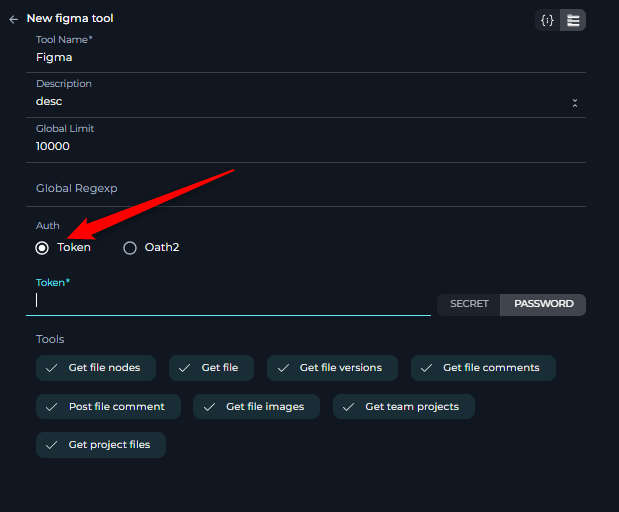 New figma tool
Tool Name*
Figma
Description
desc
Global Limit
10000
Global Regexp
Auth
Token Oath2
Token*
SECRET PASSWORD
Tools
Get file nodes Get file Get file versions Get file comments
Post file comment Get file images Get team projects
Get project files